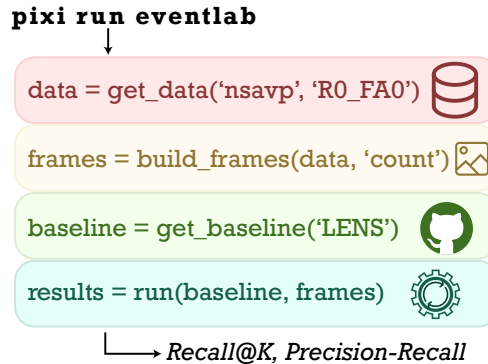 pixi run eventlab
data = get_data(‘nsavp’, ‘R0_FA0’)
frames = build_frames(data, ‘count’)
baseline = get_baseline(‘LENS’)
results = run(baseline, frames)
Recall@K, Precision-Recall